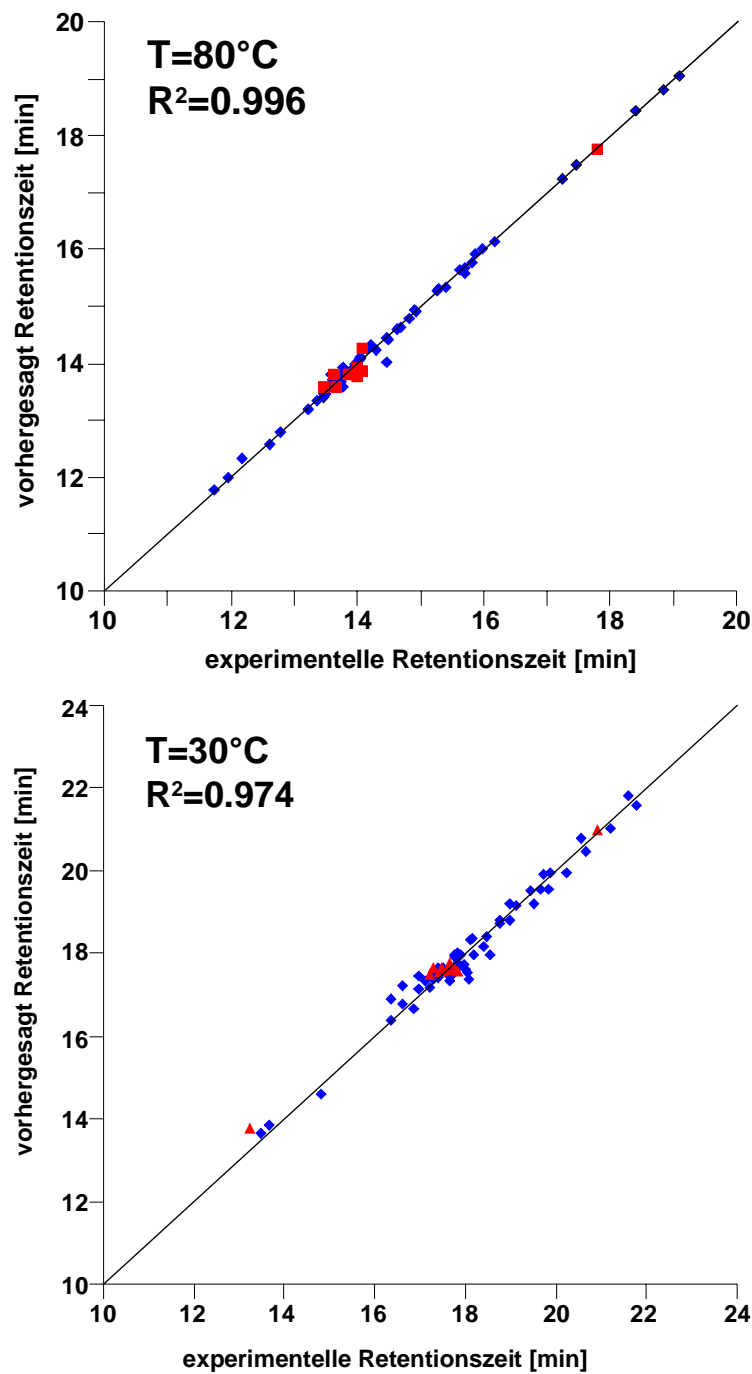 T=80°C
R²=0.996
vorhergesagt Retentionszeit [min]
20
18
16
14
12
10
10 12 14 16 18 20
experimentelle Retentionszeit [min]
T=30°C
R²=0.974
vorhergesagt Retentionszeit [min]
24
22
20
18
16
14
12
10
10 12 14 16 18 20 22 24
experimentelle Retentionszeit [min]